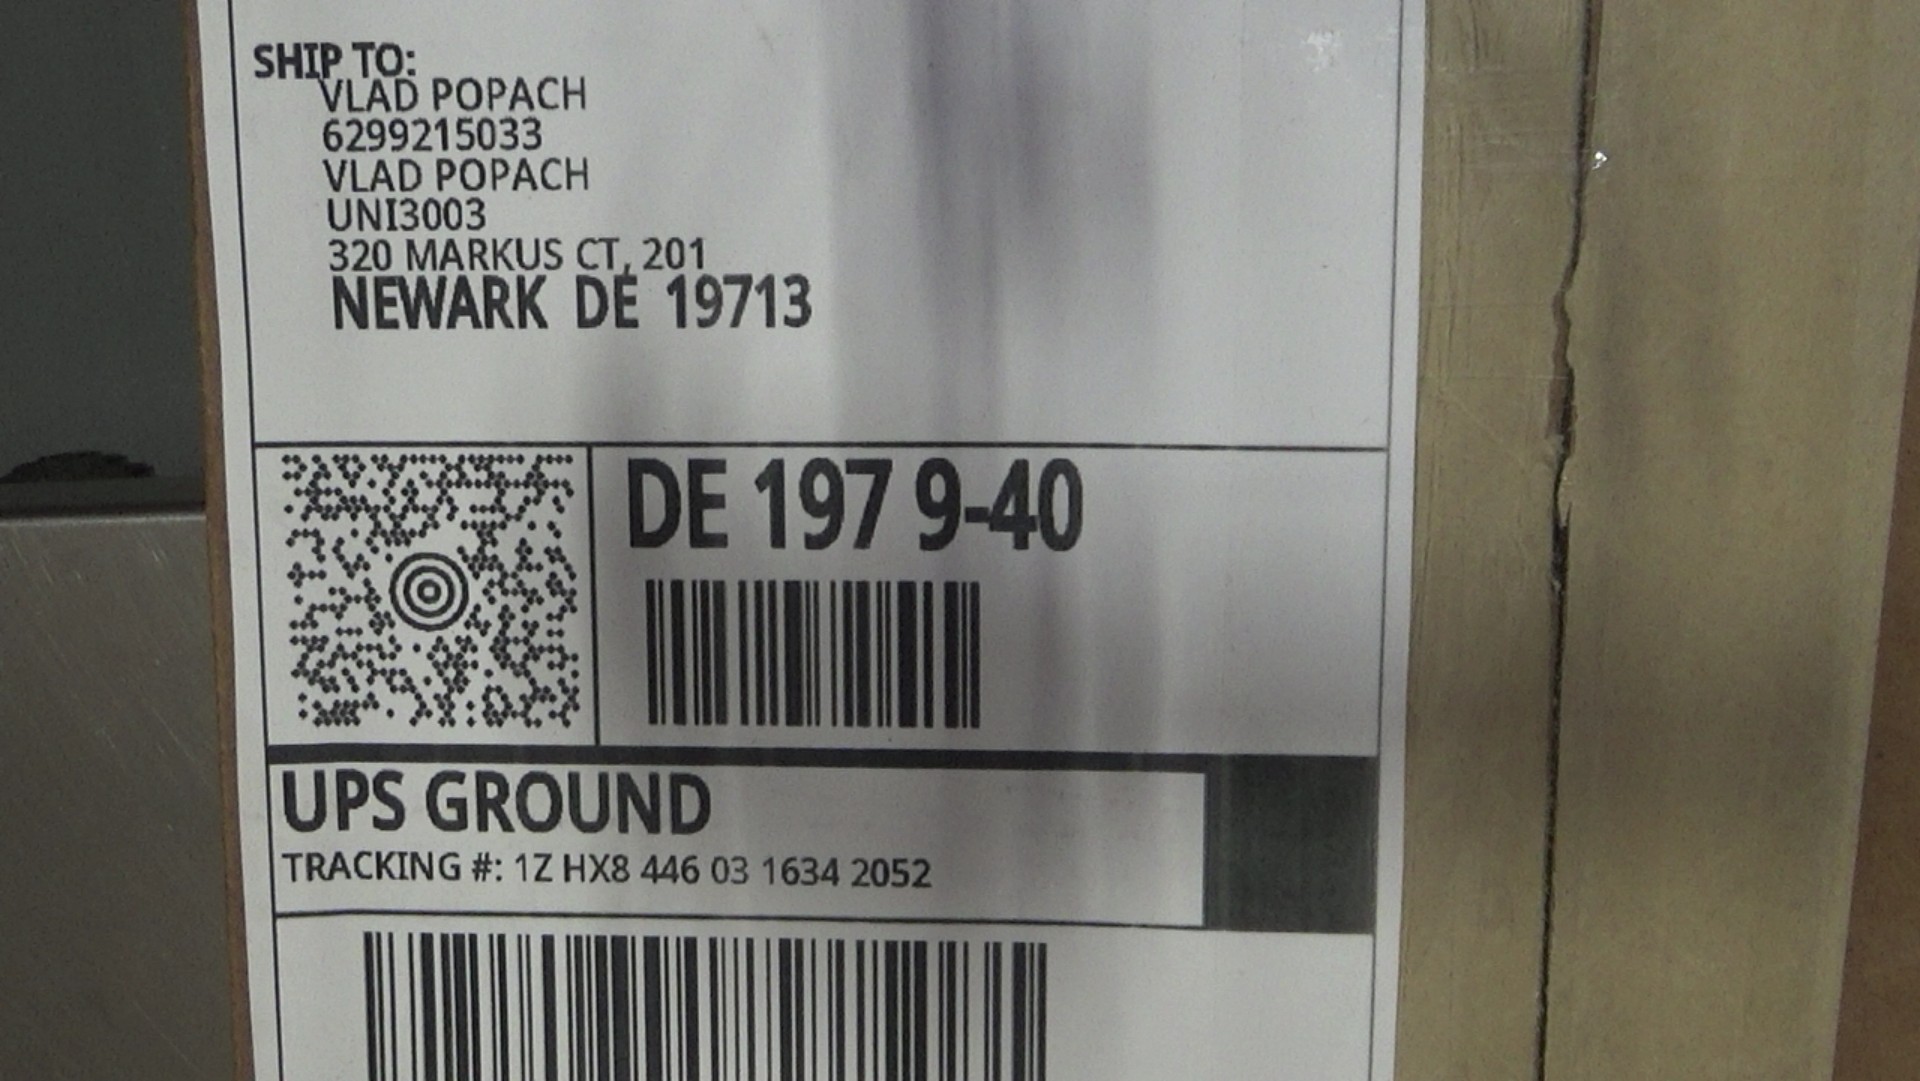 SHIP TO:
VLAD POPACH
6299215033
VLAD POPACH
UNI3003
320 MARKUS CT, 201
NEWARK DE 19713
DE 197 9-40
UPS GROUND
TRACKING #: 1Z HX8 446 03 1634 2052